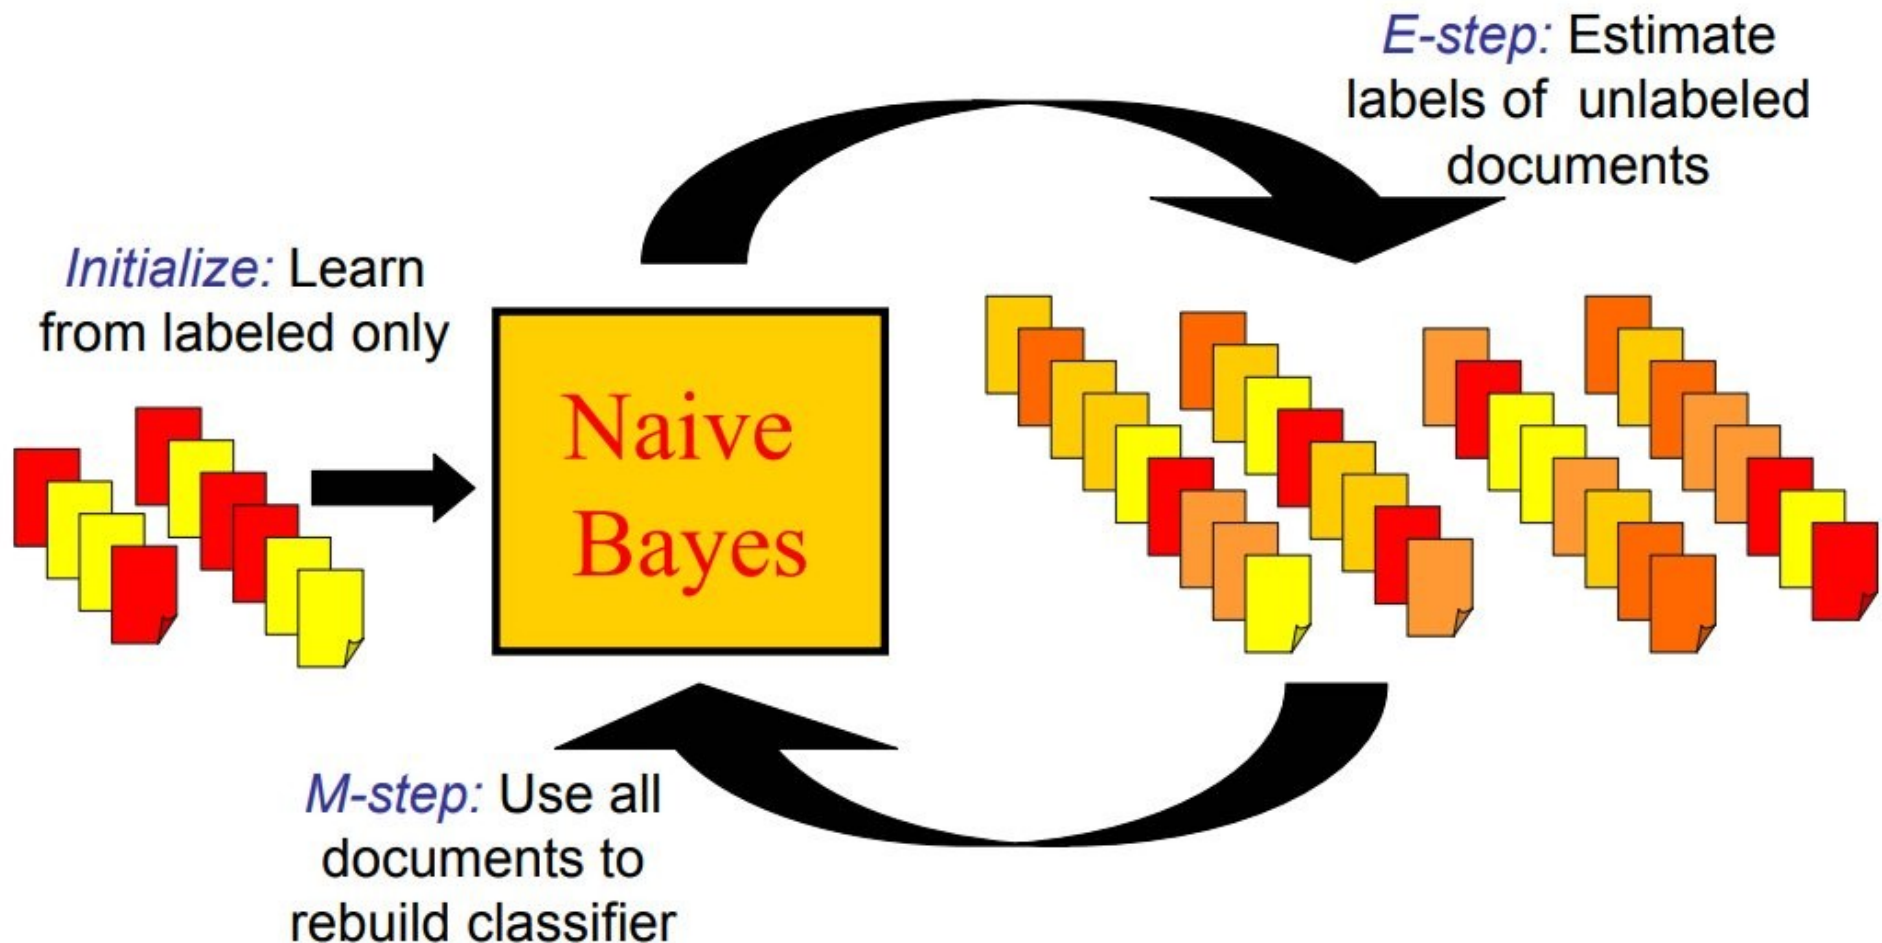 Initialize: Learn
from labeled only
Naive
Bayes
E-step: Estimate
labels of unlabeled
documents
M-step: Use all
documents to
rebuild classifier